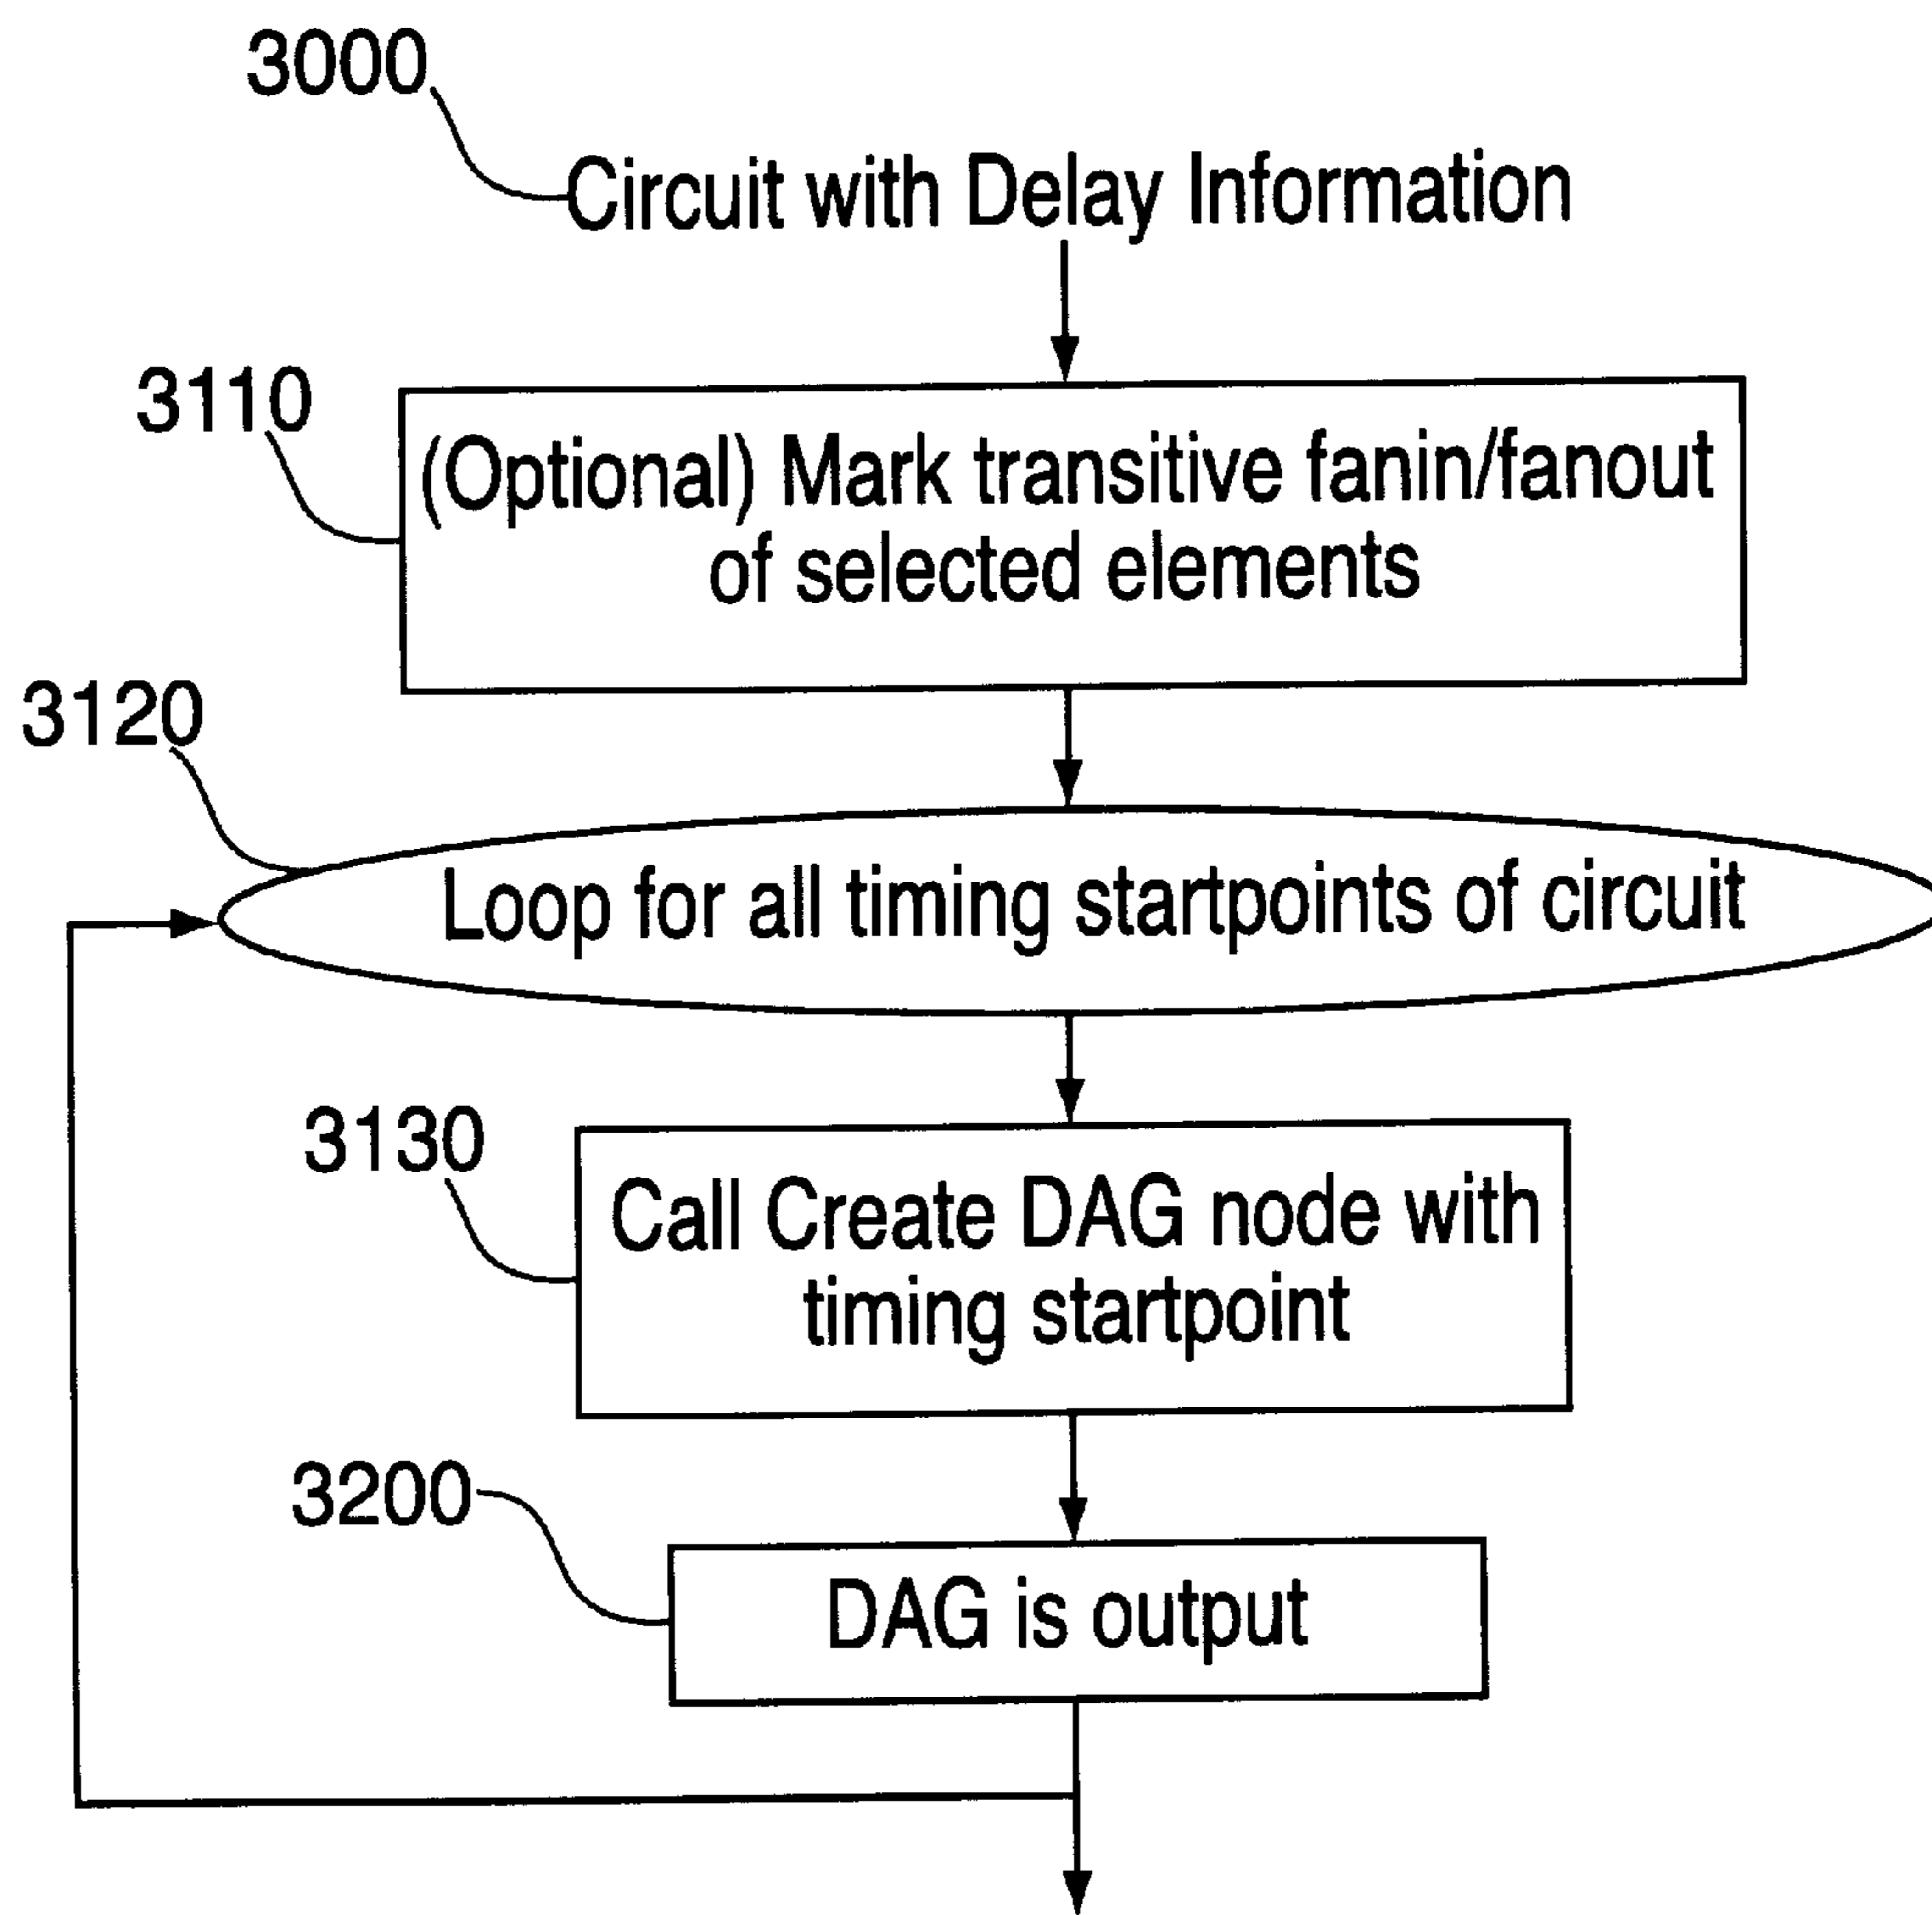 3000
Circuit with Delay Information
3110
(Optional) Mark transitive fanin/fanout
of selected elements
3120
Loop for all timing startpoints of circuit
3130
Call Create DAG node with
timing startpoint
3200
DAG is output